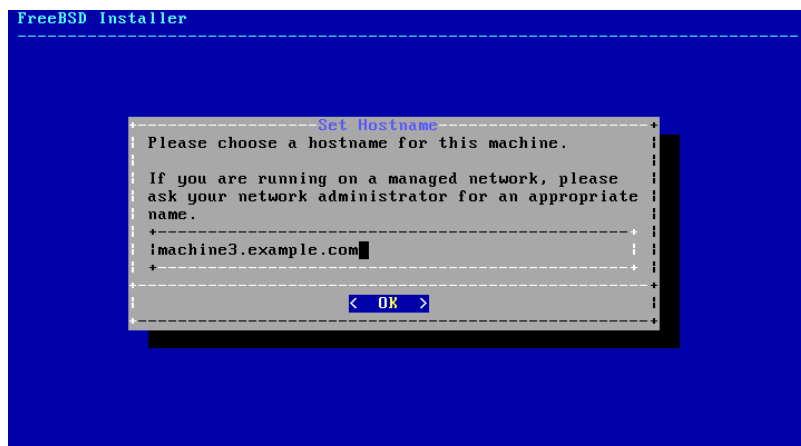 FreeBSD Installer
Set Hostname
Please choose a hostname for this machine.
If you are running on a managed network, please
ask your network administrator for an appropriate
name.
machine3.example.com
< OK >